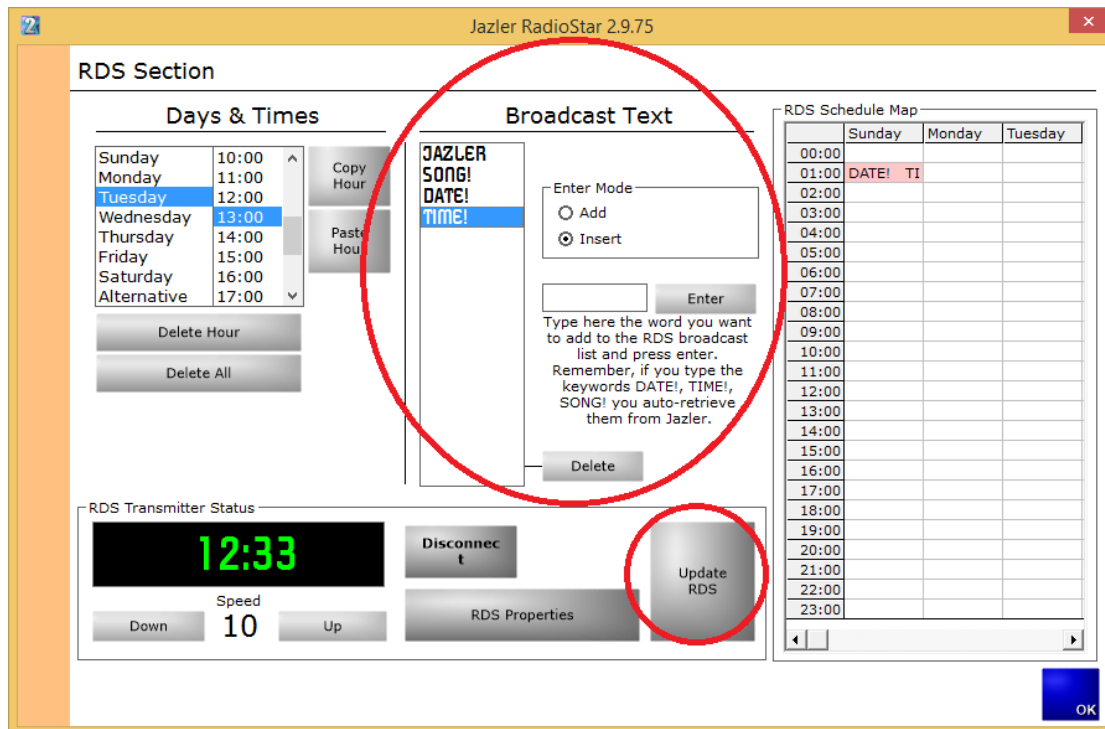 Jazler RadioStar 2.9.75
RDS Section
Days & Times
Sunday 10:00
Monday 11:00
Tuesday 12:00
Wednesday 13:00
Thursday 14:00
Friday 15:00
Saturday 16:00
Alternative 17:00
Copy
Hour
Paste
Hou
Delete Hour
Delete All
Broadcast Text
JAZLER
SONG!
DATE!
TIME!
Enter Mode
Add
Insert
Enter
Type here the word you want
to add to the RDS broadcast
list and press enter.
Remember, if you type the
keywords DATE!, TIME!,
SONG! you auto-retrieve
them from Jazler.
Delete
RDS Schedule Map
Sunday Monday Tuesday
00:00
01:00 DATE! TI
02:00
03:00
04:00
05:00
06:00
07:00
08:00
09:00
10:00
11:00
12:00
13:00
14:00
15:00
16:00
17:00
18:00
19:00
20:00
21:00
22:00
23:00
RDS Transmitter Status
12:33
Speed
Down 10 Up
Disconnec
t
RDS Properties
Update
RDS
OK